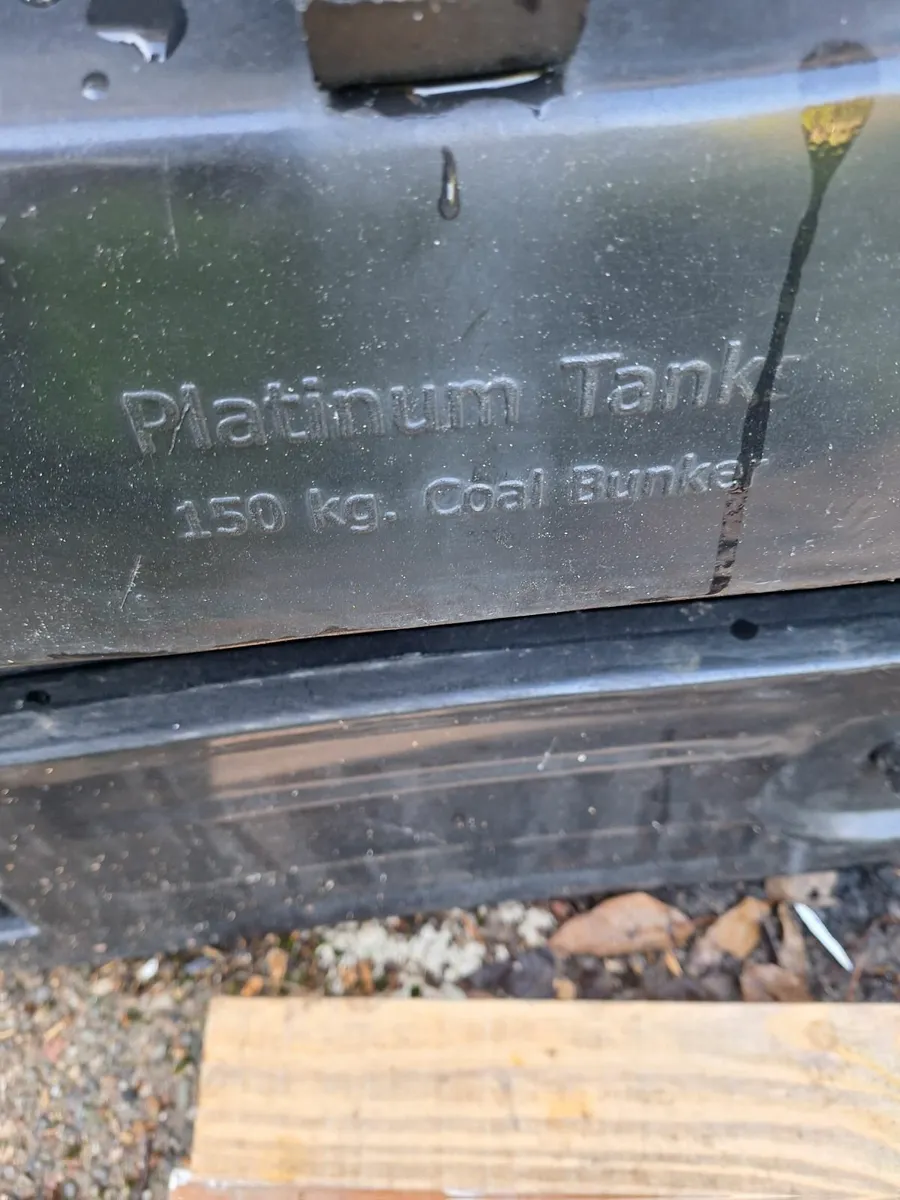 Platinum Tanks
150 kg. Coal Bunker